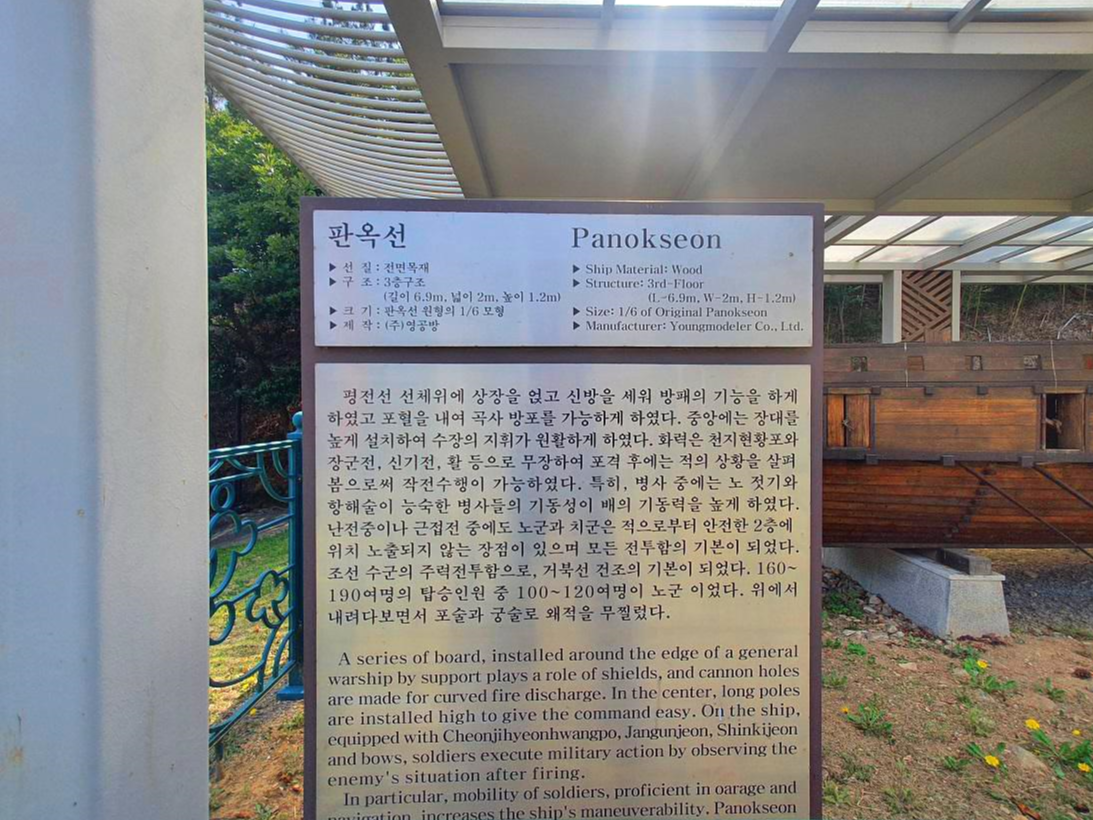 판옥선
▶ 선 질 : 전면목재
▶ 구 조 : 3층구조
(길이 6.9m, 넓이 2m, 높이 1.2m)
▶ 크 기 : 판옥선 원형의 1/6 모형
▶ 제 작 : (주)영공방
Panokseon
▶ Ship Material: Wood
▶ Structure: 3rd-Floor
(L-6.9m, W-2m, H-1.2m)
▶ Size: 1/6 of Original Panokseon
▶ Manufacturer: Youngmodeler Co., Ltd.
평전선 선체위에 상장을 얹고 신방을 세워 방패의 기능을 하게
하였고 포혈을 내여 곡사 방포를 가능하게 하였다. 중앙에는 장대를
높게 설치하여 수장의 지휘가 원활하게 하였다. 화력은 천지현황포와
장군전, 신기전, 활 등으로 무장하여 포격 후에는 적의 상황을 살펴
봄으로써 작전수행이 가능하였다. 특히, 병사 중에는 노 젓기와
항해술이 능숙한 병사들의 기동성이 배의 기동력을 높게 하였다.
난전중이나 근접전 중에도 노군과 치군은 적으로부터 안전한 2층에
위치 노출되지 않는 장점이 있으며 모든 전투함의 기본이 되었다.
조선 수군의 주력전투함으로, 거북선 건조의 기본이 되었다. 160~
190여명의 탑승인원 중 100~120여명이 노군 이었다. 위에서
내려다보면서 포술과 궁술로 왜적을 무찔렀다.
A series of board, installed around the edge of a general
warship by support plays a role of shields, and cannon holes
are made for curved fire discharge. In the center, long poles
are installed high to give the command easy. On the ship,
equipped with Cheonjihyeonhwangpo, Jangunjeon, Shinkijeon
and bows, soldiers execute military action by observing the
enemy's situation after firing.
In particular, mobility of soldiers, proficient in oarage and
navigation, increases the ship's maneuverability. Panokseon